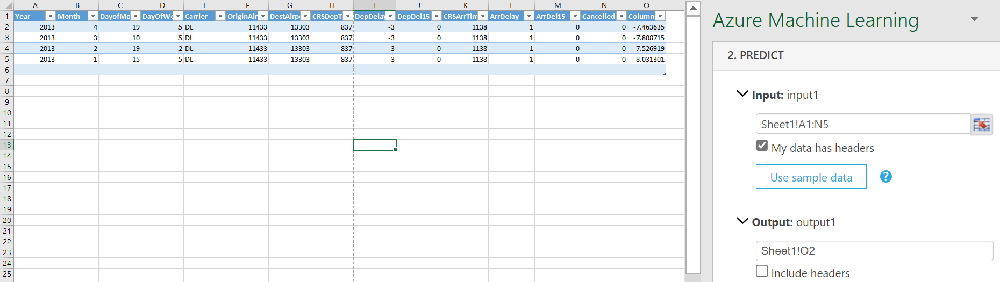 A B C D E F G H I J K L M N O
1 Year Month DayofMo DayOfWe Carrier OriginAir DestAirp CRSDepT DepDelay DepDel15 CRSArrTim ArrDelay ArrDel15 Cancelled Column
2 2013 4 19 5 DL 11433 13303 837 -3 0 1138 1 0 0 -7.463635
3 2013 3 10 5 DL 11433 13303 837 -3 0 1138 1 0 0 -7.808715
4 2013 2 19 2 DL 11433 13303 837 -3 0 1138 1 0 0 -7.526919
5 2013 1 15 5 DL 11433 13303 837 -3 0 1138 1 0 0 -8.031301
6
7
8
9
10
11
12
13
14
15
16
17
18
19
20
21
22
23
24
25
Azure Machine Learning
2. PREDICT
Input: input1
Sheet1!A1:N5
My data has headers
Use sample data ?
Output: output1
Sheet1!O2
Include headers